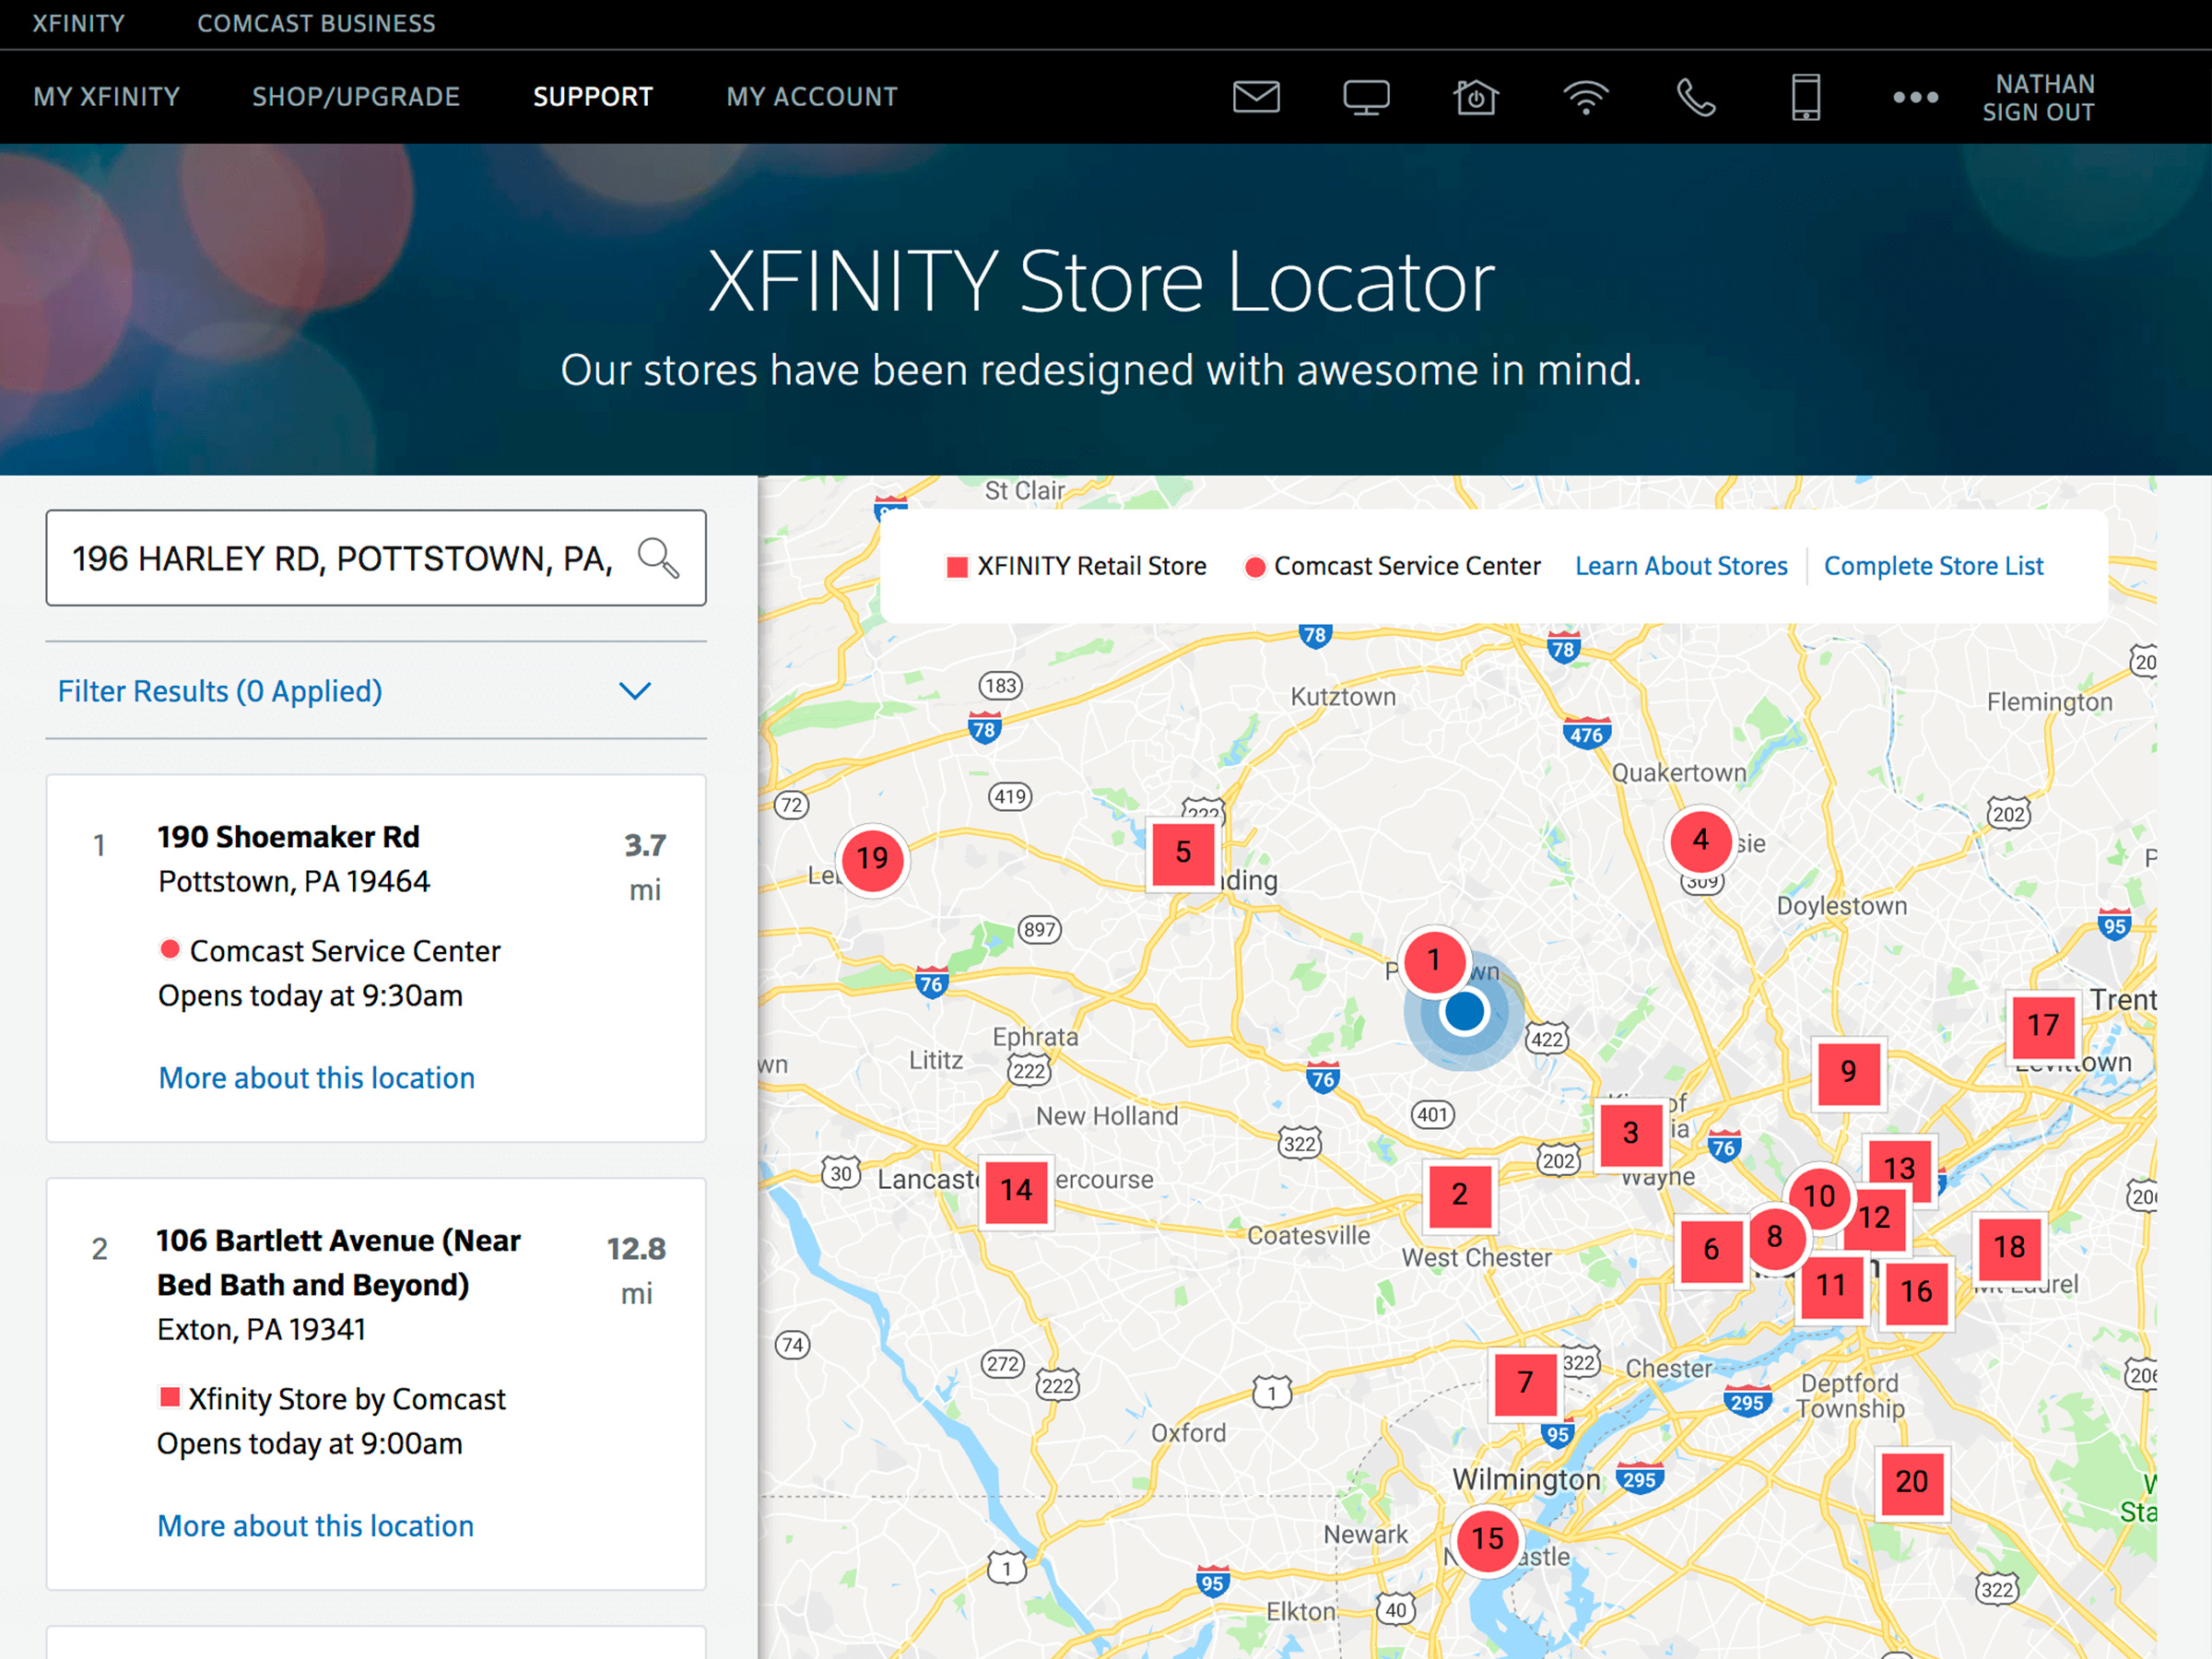 XFINITY COMCAST BUSINESS
MY XFINITY SHOP/UPGRADE SUPPORT MY ACCOUNT
NATHAN
SIGN OUT
XFINITY Store Locator
Our stores have been redesigned with awesome in mind.
196 HARLEY RD, POTTSTOWN, PA,
Filter Results (0 Applied)
1
190 Shoemaker Rd
Pottstown, PA 19464
3.7
mi
Comcast Service Center
Opens today at 9:30am
More about this location
2
106 Bartlett Avenue (Near
Bed Bath and Beyond)
Exton, PA 19341
12.8
mi
Xfinity Store by Comcast
Opens today at 9:00am
More about this location
St Clair
XFINITY Retail Store Comcast Service Center Learn About Stores Complete Store List
78
78
20
183
Kutztown
Flemington
78
476
Quakertown
72
419
222
202
5
4
sie
19
ding
309
Doylestown
897
95
1
wn
76
17
Trent
Ephrata
422
Lititz
222
wn
town
76
9
New Holland
401
3
322
76
202
Wayne
30
Lancaste
14
ercourse
2
13
10
12
206
6
8
18
Coatesville
West Chester
11
16
Mt Laurel
74
272
222
1
7
322
Chester
295
Deptford
Township
206
Oxford
95
Wilmington
295
20
Sta
Newark
15
astle
1
95
322
Elkton
40